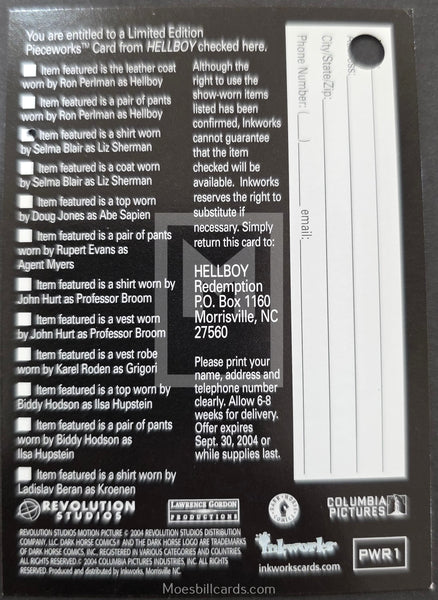 You are entitled to a Limited Edition
Pieceworks™ Card from HELLBOY checked here.
Item featured is the leather coat
worn by Ron Perlman as Hellboy
Item featured is a pair of pants
worn by Ron Perlman as Hellboy
Item featured is a shirt worn
by Selma Blair as Liz Sherman
Item featured is a coat worn
by Selma Blair as Liz Sherman
Item featured is a top worn
by Doug Jones as Abe Sapien
Item featured is a pair of pants
worn by Rupert Evans as
Agent Myers
Item featured is a shirt worn by
John Hurt as Professor Broom
Item featured is a vest worn
by John Hurt as Professor Broom
Item featured is a vest robe
worn by Karel Roden as Grigori
Item featured is a top worn by
Biddy Hodson as Ilsa Hupstein
Item featured is a pair of pants
worn by Biddy Hodson as
Ilsa Hupstein
Item featured is a shirt worn by
Ladislav Beran as Kroenen
Although the
right to use the
show-worn items
listed has been
confirmed, Inkworks
cannot guarantee
that the item
checked will be
available. Inkworks
reserves the right to
substitute if
necessary. Simply
return this card to:
HELLBOY
Redemption
P.O. Box 1160
Morrisville, NC
27560
Please print your
name, address and
telephone number
clearly. Allow 6-8
weeks for delivery.
Offer expires
Sept. 30, 2004 or
while supplies last.
City/State/Zip:
Phone Number: ( ) email:
REVOLUTION
STUDIOS
LAWRENCE GORDON
PRODUCTIONS
COLUMBIA
PICTURES
REVOLUTION STUDIOS MOTION PICTURE © 2004 REVOLUTION STUDIOS DISTRIBUTION
COMPANY, LLC. DARK HORSE COMICS® AND THE DARK HORSE LOGO ARE TRADEMARKS
OF DARK HORSE COMICS, INC. REGISTERED IN VARIOUS CATEGORIES AND COUNTRIES.
ALL RIGHTS RESERVED. © 2004 COLUMBIA PICTURES INDUSTRIES, INC. ALL RIGHTS
RESERVED. Produced and distributed by Inkworks, Morrisville, NC.
Inkworks
inkworkscards.com
PWR1
Moesbillcards.com